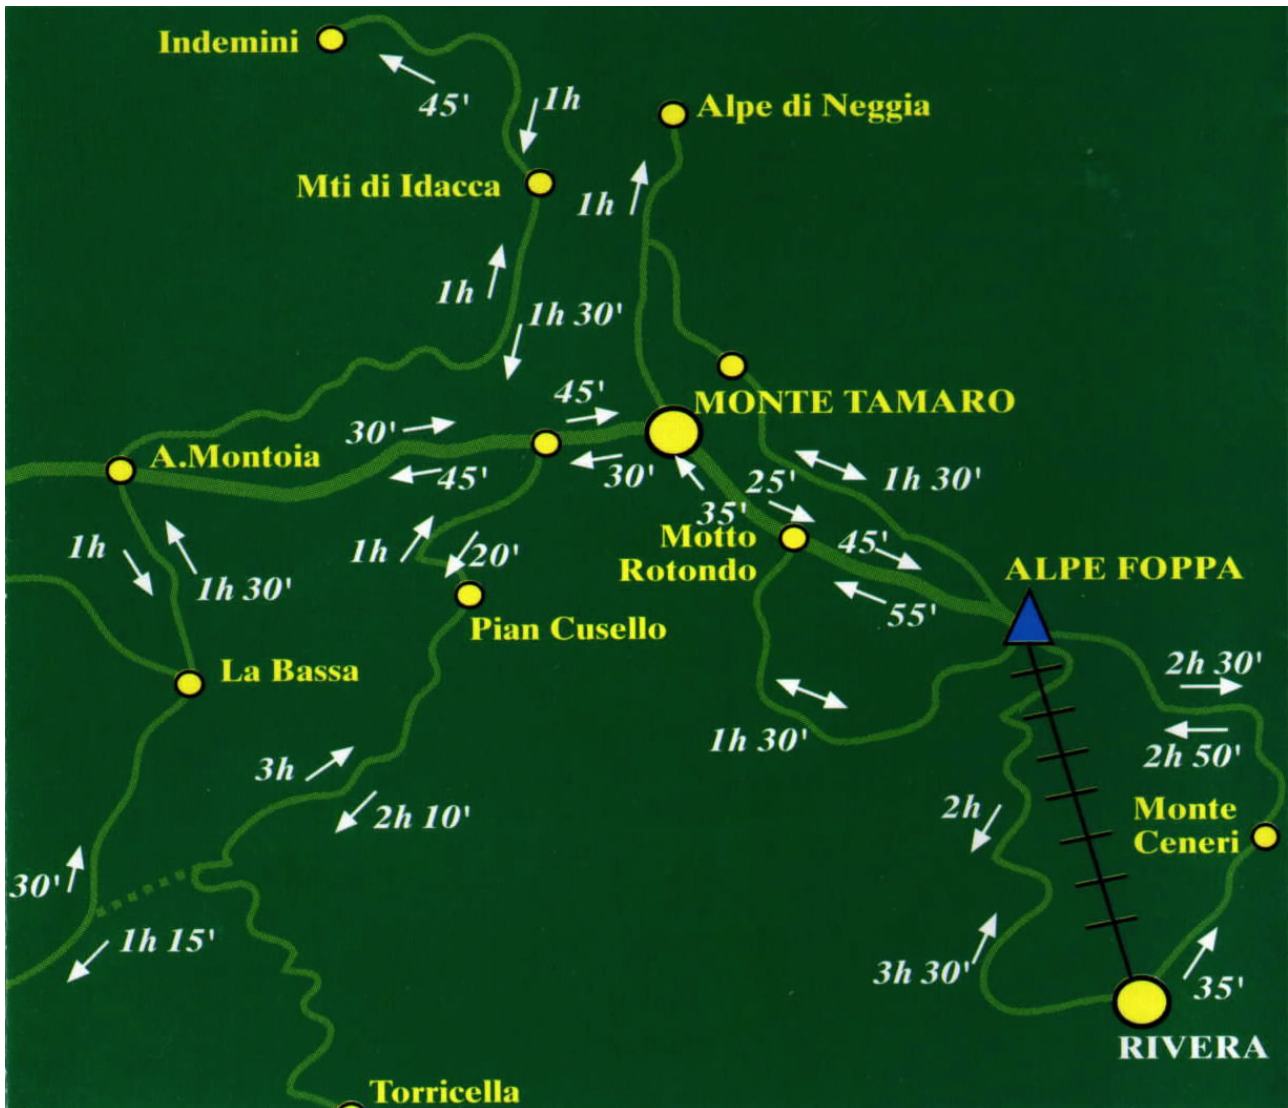 Indemini
45'
1h
Alpe di Neggia
Mti di Idacca
1h
1h
1h 30'
45'
MONTE TAMARO
30'
A.Montoia
45'
30'
25'
1h 30'
35'
1h
1h
20'
Motto
Rotondo
45'
1h 30'
ALPE FOPPA
55'
Pian Cusello
La Bassa
2h 30'
1h 30'
2h 50'
3h
2h 10'
2h
Monte
Ceneri
30'
1h 15'
3h 30'
35'
RIVERA
Torricella